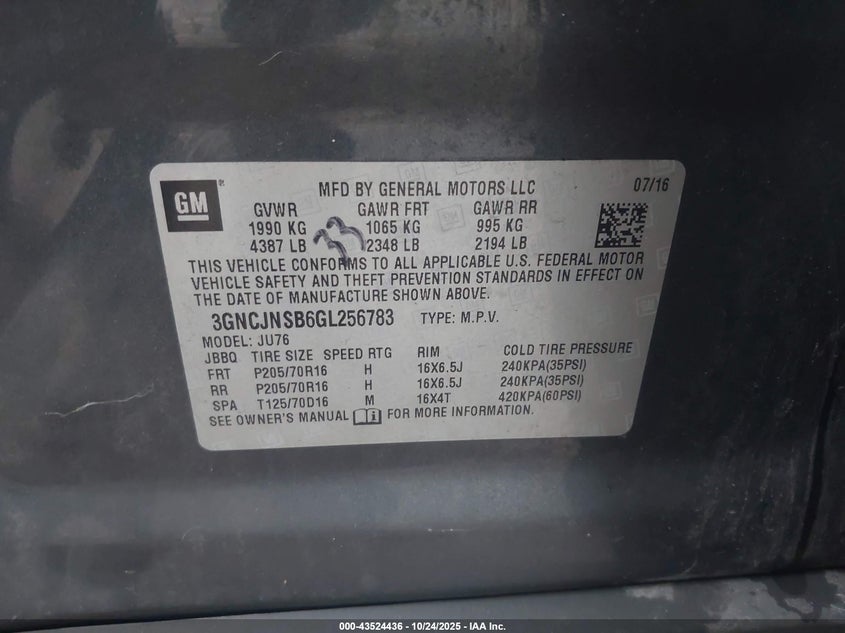 GM
MFD BY GENERAL MOTORS LLC 07/16
GVWR GAWR FRT GAWR RR
1990 KG 1065 KG 995 KG
4387 LB 33 2348 LB 2194 LB
THIS VEHICLE CONFORMS TO ALL APPLICABLE U.S. FEDERAL MOTOR
VEHICLE SAFETY AND THEFT PREVENTION STANDARDS IN EFFECT ON
THE DATE OF MANUFACTURE SHOWN ABOVE.
3GNCJNSB6GL256783 TYPE: M.P.V.
MODEL: JU76
JBBQ TIRE SIZE SPEED RTG RIM COLD TIRE PRESSURE
FRT P205/70R16 H 16X6.5J 240KPA(35PSI)
RR P205/70R16 H 16X6.5J 240KPA(35PSI)
SPA T125/70D16 M 16X4T 420KPA(60PSI)
SEE OWNER'S MANUAL FOR MORE INFORMATION.
000-43524436 - 10/24/2025 - IAA Inc.